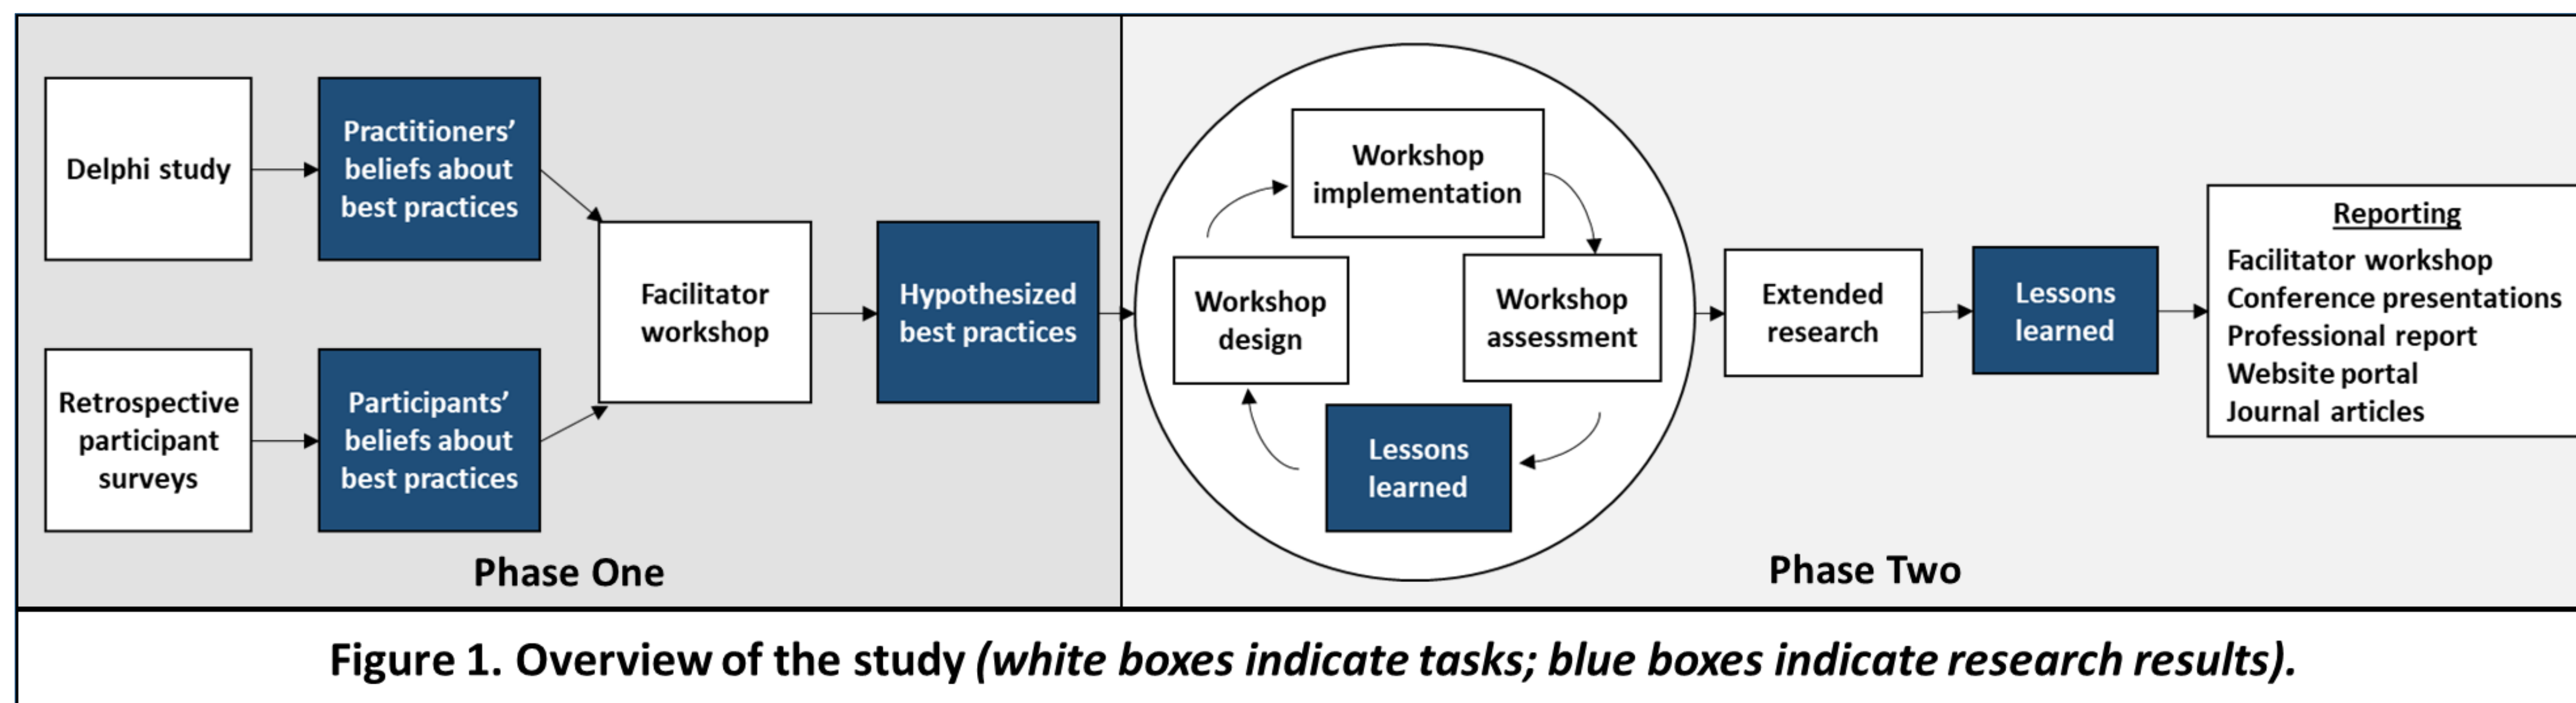 Delphi study
Practitioners’
beliefs about
best practices
Retrospective
participant
surveys
Participants’
beliefs about
best practices
Facilitator
workshop
Hypothesized
best practices
Phase One
Workshop
implementation
Workshop
design
Workshop
assessment
Lessons
learned
Extended
research
Lessons
learned
Reporting
Facilitator workshop
Conference presentations
Professional report
Website portal
Journal articles
Phase Two
Figure 1. Overview of the study (white boxes indicate tasks; blue boxes indicate research results).